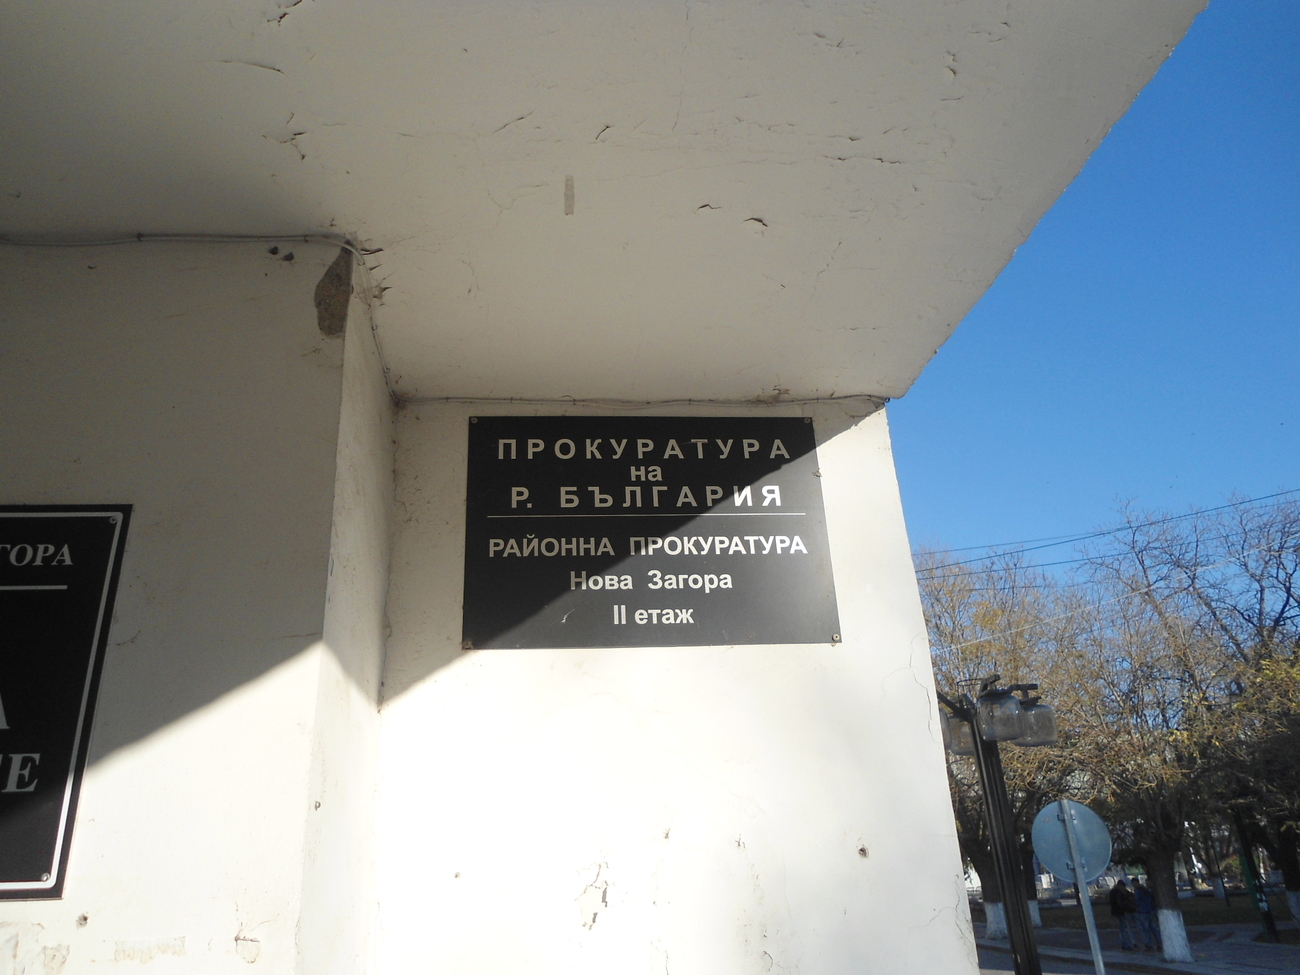 ПРОКУРАТУРА
на
Р. БЪЛГАРИЯ
РАЙОННА ПРОКУРАТУРА
Нова Загора
II етаж